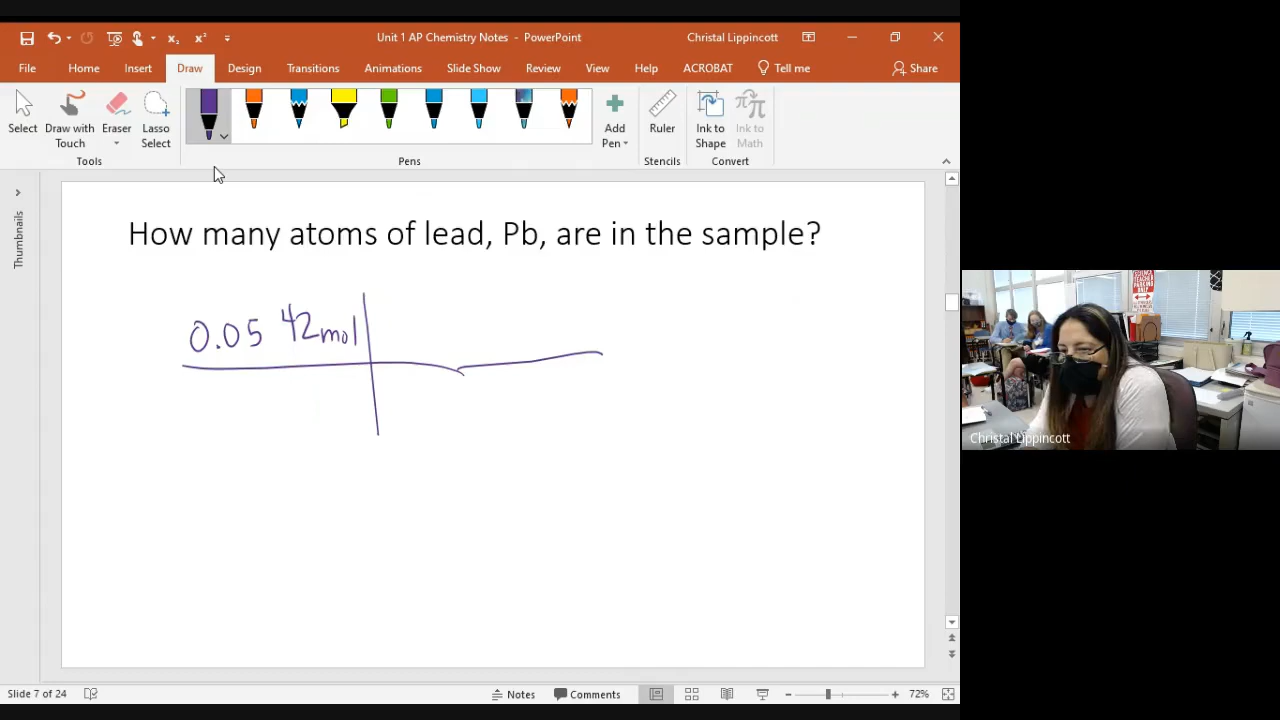 Unit 1 AP Chemistry Notes - PowerPoint
Christal Lippincott
File Home Insert Draw Design Transitions Animations Slide Show Review View Help ACROBAT Tell me Share
Select
Draw with Touch
Eraser
Lasso Select
Add Pen
Ruler
Ink to Shape
Ink to Math
Tools Pens Stencils Convert
Thumbnails
How many atoms of lead, Pb, are in the sample?
0.0542mol
Christal Lippincott
Slide 7 of 24 Notes Comments 72%